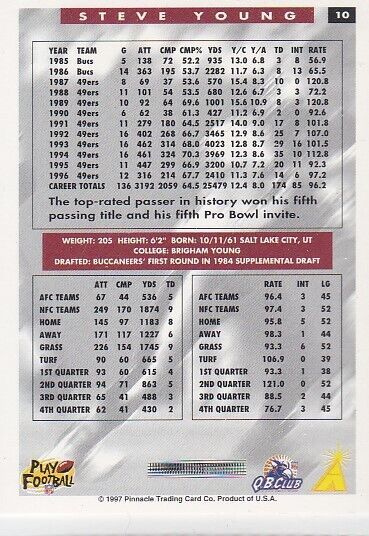 STEVE YOUNG 10
YEAR TEAM G ATT CMP CMP% YDS Y/C Y/A TD INT RATE
1985 Bucs 5 138 72 52.2 935 13.0 6.8 3 8 56.9
1986 Bucs 14 363 195 53.7 2282 11.7 6.3 8 13 65.5
1987 49ers 8 69 37 53.6 570 15.4 8.3 10 0 120.8
1988 49ers 11 101 54 53.5 680 12.6 6.7 3 3 72.2
1989 49ers 10 92 64 69.6 1001 15.6 10.9 8 3 120.8
1990 49ers 6 62 38 61.3 427 11.2 6.9 2 0 92.6
1991 49ers 11 279 180 64.5 2517 14.0 9.0 17 8 101.8
1992 49ers 16 402 268 66.7 3465 12.9 8.6 25 7 107.0
1993 49ers 16 462 314 68.0 4023 12.8 8.7 29 16 101.5
1994 49ers 16 461 324 70.3 3969 12.3 8.6 35 10 112.8
1995 49ers 11 447 299 66.9 3200 10.7 7.2 20 11 92.3
1996 49ers 12 316 214 67.7 2410 11.3 7.6 14 6 97.2
CAREER TOTALS 136 3192 2059 64.5 25479 12.4 8.0 174 85 96.2
The top-rated passer in history won his fifth
passing title and his fifth Pro Bowl invite.
WEIGHT: 205 HEIGHT: 6'2" BORN: 10/11/61 SALT LAKE CITY, UT
COLLEGE: BRIGHAM YOUNG
DRAFTED: BUCCANEERS' FIRST ROUND IN 1984 SUPPLEMENTAL DRAFT
ATT CMP YDS TD
AFC TEAMS 67 44 536 5
NFC TEAMS 249 170 1874 9
HOME 145 97 1183 8
AWAY 171 117 1227 6
GRASS 226 154 1745 9
TURF 90 60 665 5
1ST QUARTER 93 60 615 4
2ND QUARTER 94 71 863 5
3RD QUARTER 65 41 488 3
4TH QUARTER 62 41 430 2
RATE INT LG
AFC TEAMS 96.4 3 45
NFC TEAMS 97.4 3 52
HOME 95.8 5 52
AWAY 98.3 1 44
GRASS 93.3 6 52
TURF 106.9 0 39
1ST QUARTER 93.3 1 38
2ND QUARTER 121.0 0 52
3RD QUARTER 88.5 2 44
4TH QUARTER 76.7 3 45
PLAY
FOOTBALL
NFL
Q.B. CLUB
© 1997 Pinnacle Trading Card Co. Product of U.S.A.